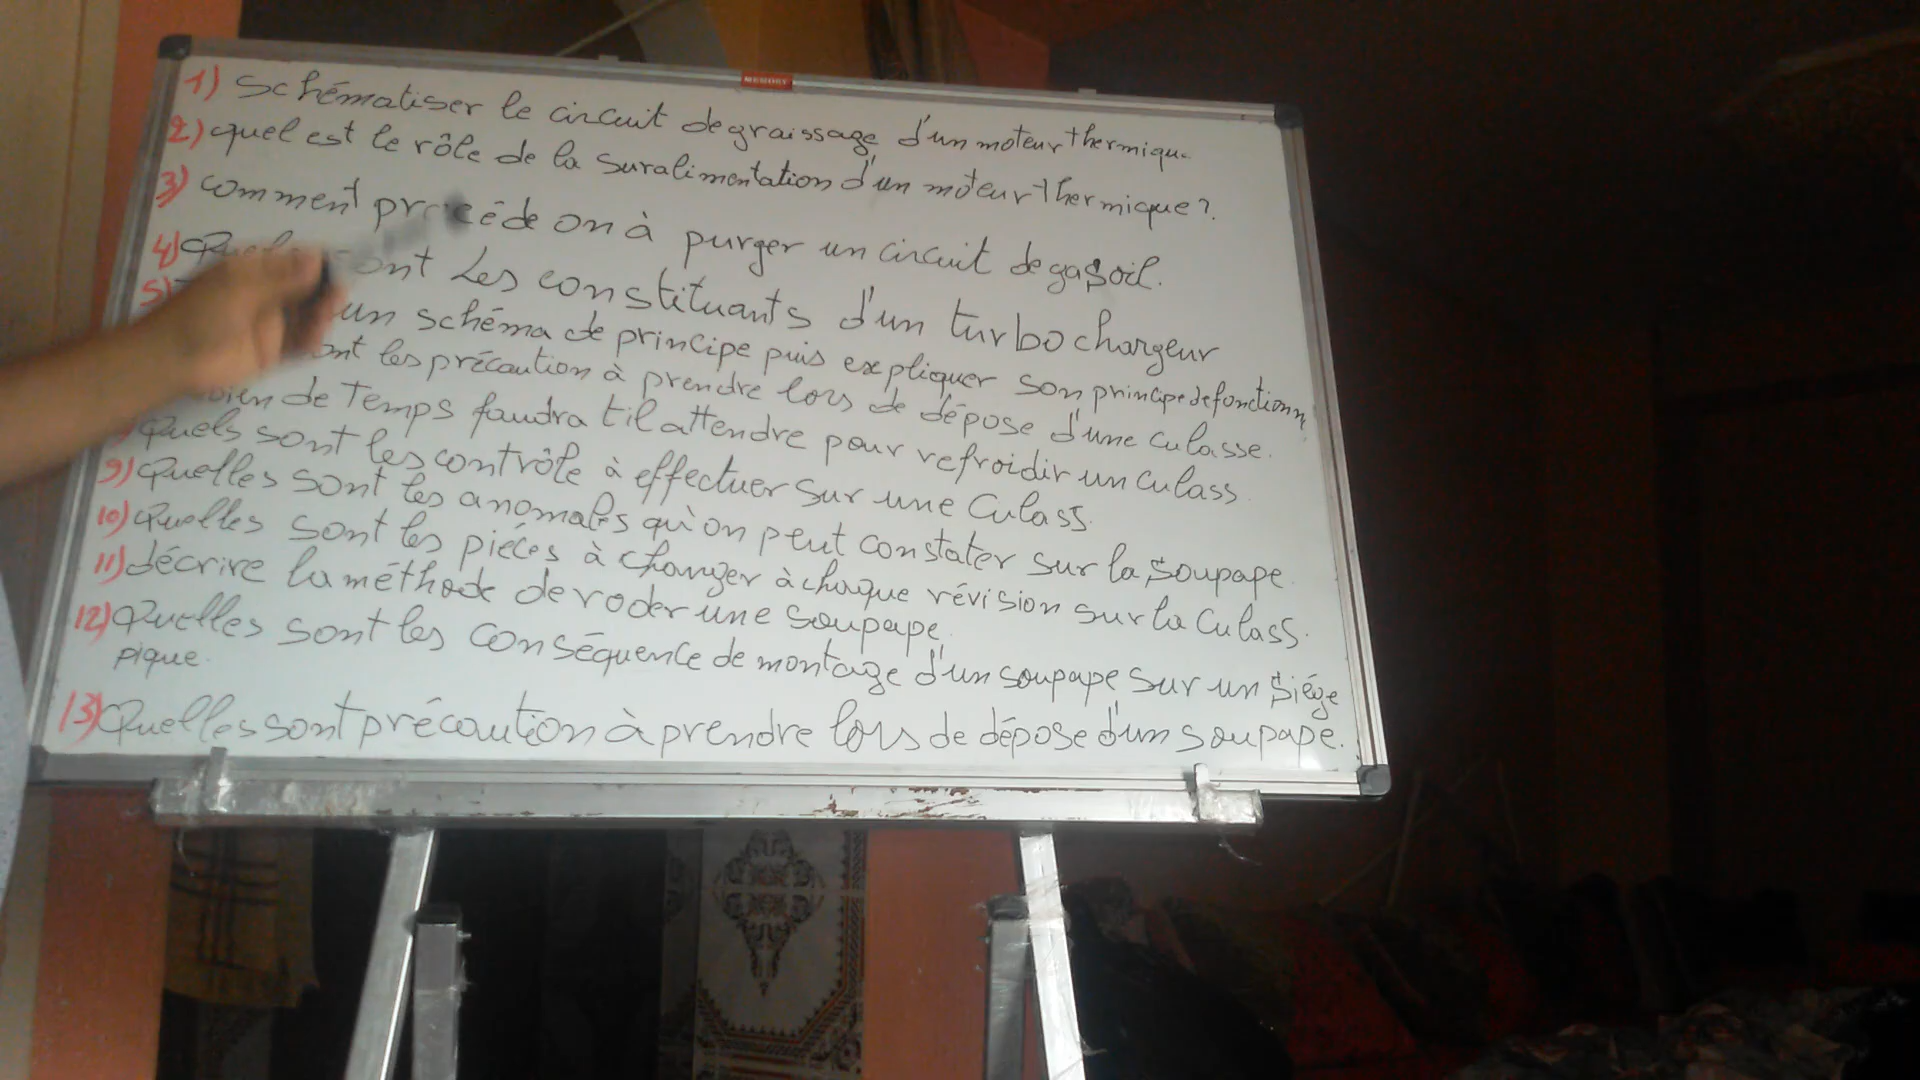 MEMORY
1) Schématiser le circuit de graissage d'un moteur thermique
2) quel est le rôle de la suralimentation d'un moteur thermique?.
3) comment procéde on à purger un circuit de gasoil.
4) sont Les constituants d'un turbo chargeur
5) un schéma de principe puis expliquer son principe de fonctionn
les précaution à prendre lors de dépose d'une culasse.
de Temps faudra til attendre pour refroidir un culass.
Quels sont les contrôle à effectuer sur une Culass.
9) Quelles sont les anomales qu'on peut constater sur la soupape.
10) Quelles sont les piéces à changer à chaque révision sur la Culass.
11) décrire la méthode de roder une soupape.
12) Quelles sont les conséquence de montage d'un soupape sur un siége
pique.
13) Quelles sont précaution à prendre lors de dépose d'un soupape.